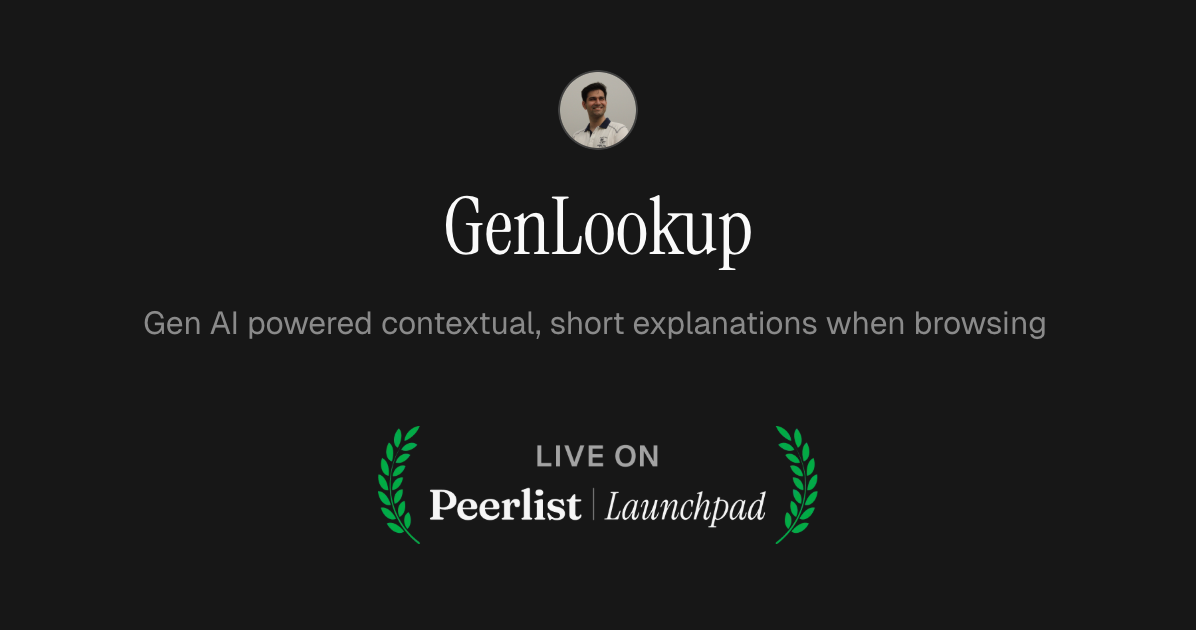 GenLookup
Gen AI powered contextual, short explanations when browsing
LIVE ON
Peerlist | Launchpad